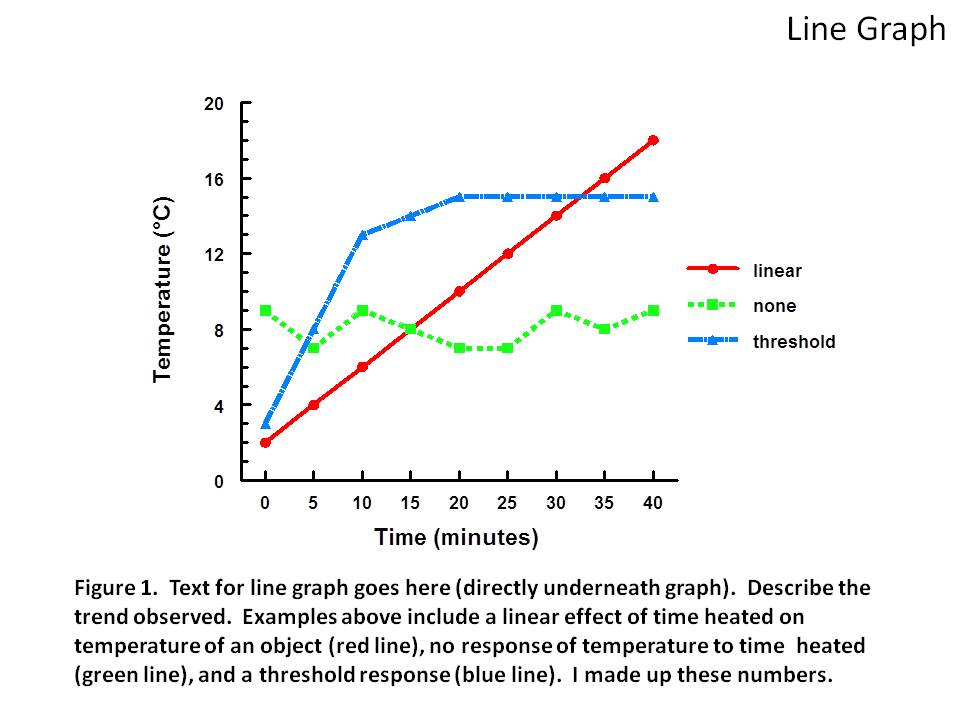 Line Graph
20
16
12
8
4
0
Temperature (°C)
0 5 10 15 20 25 30 35 40
Time (minutes)
linear
none
threshold
Figure 1.  Text for line graph goes here (directly underneath graph).  Describe the
trend observed.  Examples above include a linear effect of time heated on
temperature of an object (red line), no response of temperature to time  heated
(green line), and a threshold response (blue line).  I made up these numbers.